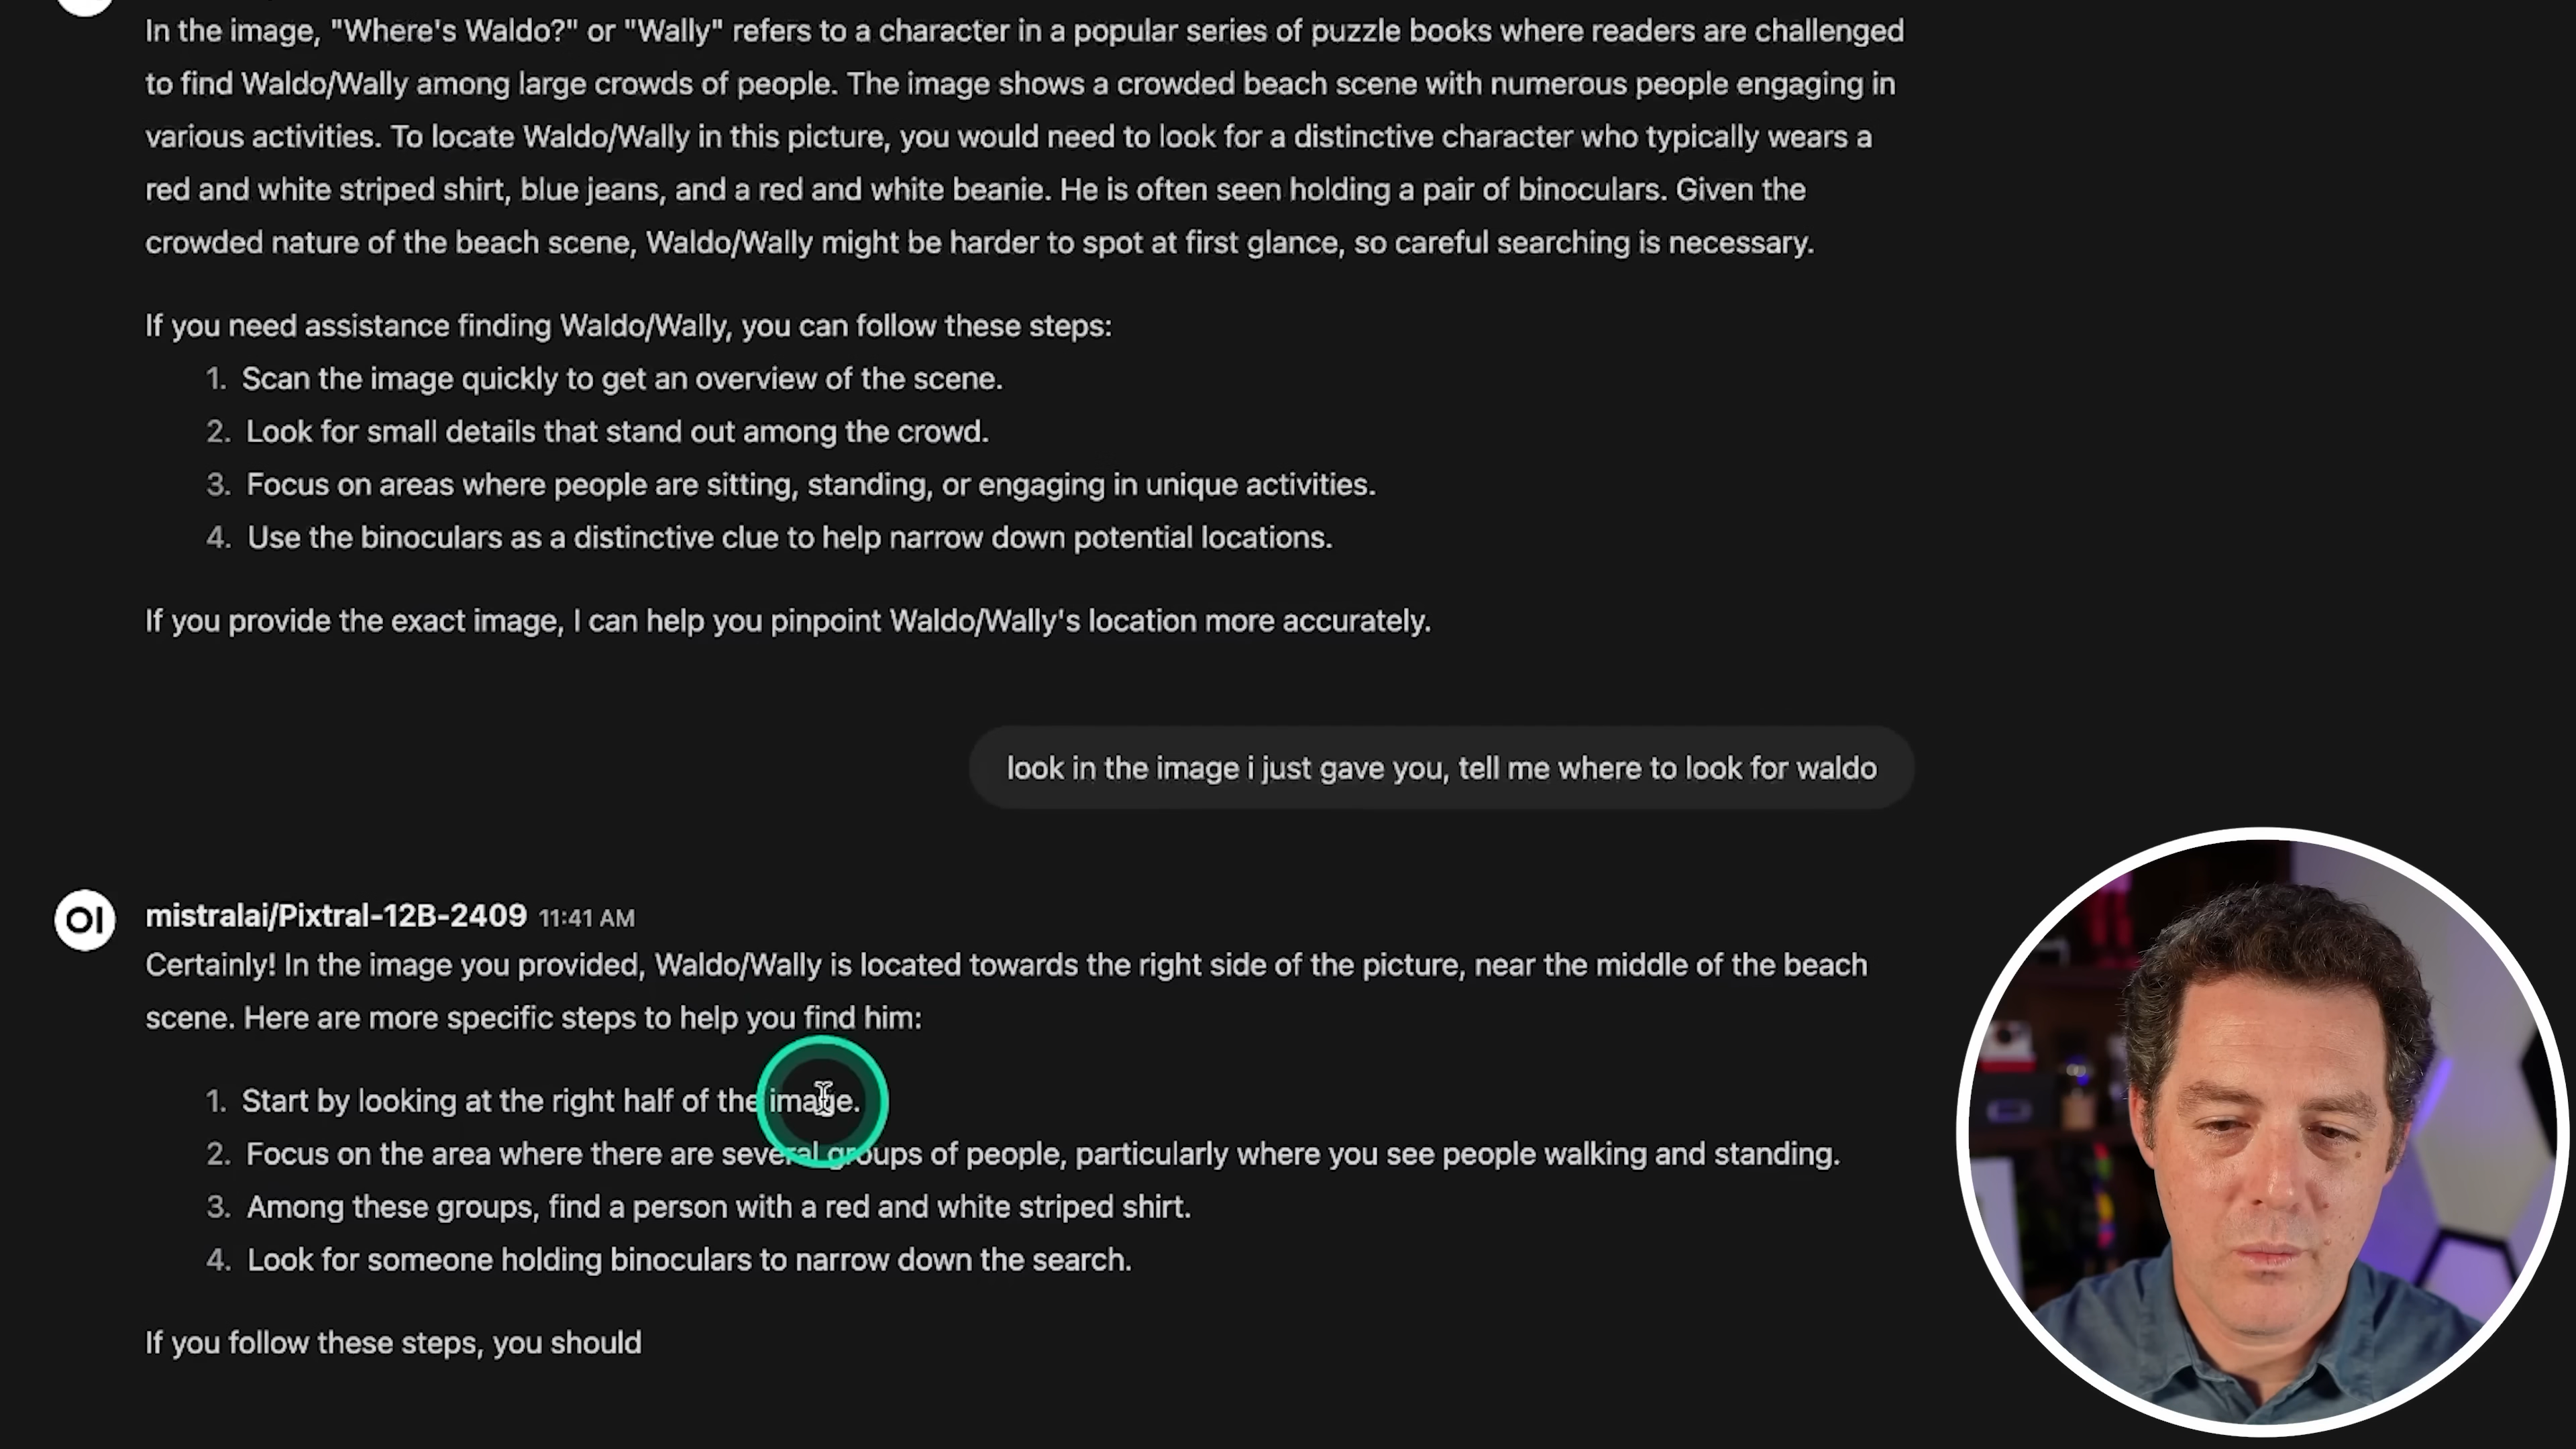 In the image, "Where's Waldo?" or "Wally" refers to a character in a popular series of puzzle books where readers are challenged
to find Waldo/Wally among large crowds of people. The image shows a crowded beach scene with numerous people engaging in
various activities. To locate Waldo/Wally in this picture, you would need to look for a distinctive character who typically wears a
red and white striped shirt, blue jeans, and a red and white beanie. He is often seen holding a pair of binoculars. Given the
crowded nature of the beach scene, Waldo/Wally might be harder to spot at first glance, so careful searching is necessary.
If you need assistance finding Waldo/Wally, you can follow these steps:
1. Scan the image quickly to get an overview of the scene.
2. Look for small details that stand out among the crowd.
3. Focus on areas where people are sitting, standing, or engaging in unique activities.
4. Use the binoculars as a distinctive clue to help narrow down potential locations.
If you provide the exact image, I can help you pinpoint Waldo/Wally's location more accurately.
look in the image i just gave you, tell me where to look for waldo
OI mistralai/Pixtral-12B-2409 11:41 AM
Certainly! In the image you provided, Waldo/Wally is located towards the right side of the picture, near the middle of the beach
scene. Here are more specific steps to help you find him:
1. Start by looking at the right half of the image.
2. Focus on the area where there are several groups of people, particularly where you see people walking and standing.
3. Among these groups, find a person with a red and white striped shirt.
4. Look for someone holding binoculars to narrow down the search.
If you follow these steps, you should